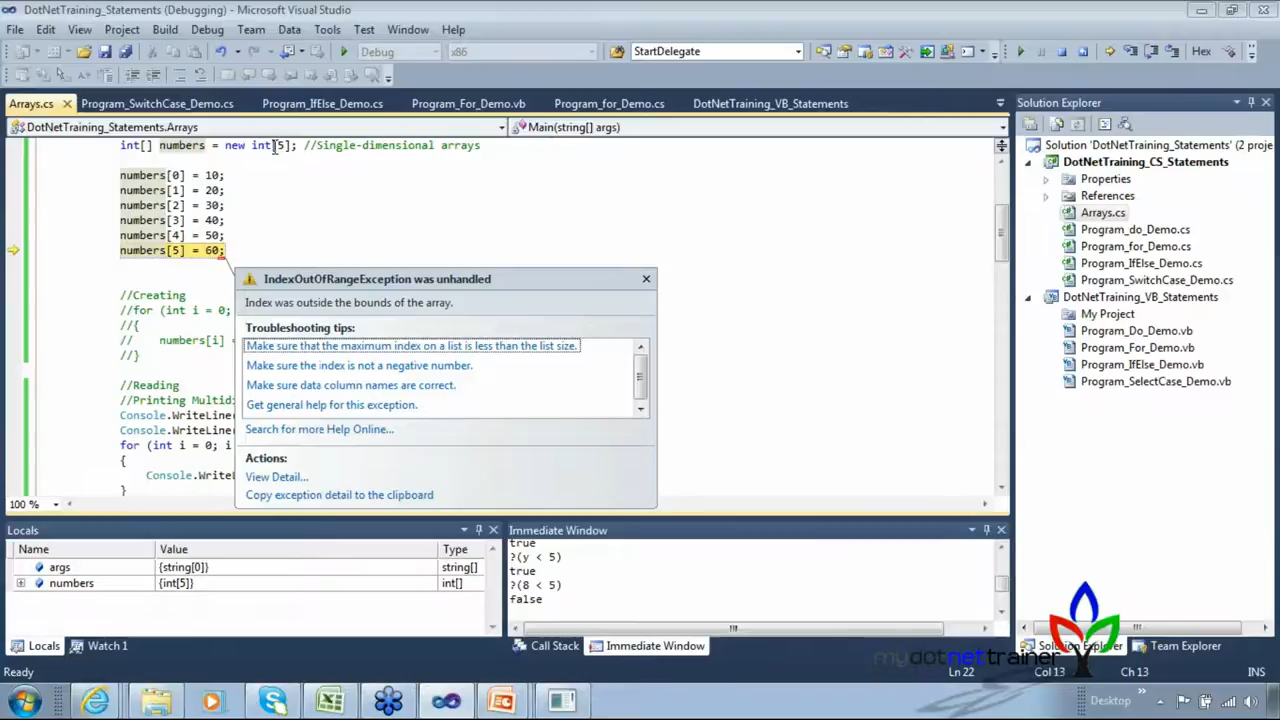 DotNetTraining_Statements (Debugging) - Microsoft Visual Studio
File Edit View Project Build Debug Team Data Tools Test Window Help
Debug x86 StartDelegate Hex
Arrays.cs Program_SwitchCase_Demo.cs Program_IfElse_Demo.cs Program_For_Demo.vb Program_for_Demo.cs DotNetTraining_VB_Statements
DotNetTraining_Statements.Arrays Main(string[] args)
int[] numbers = new int[5]; //Single-dimensional arrays
numbers[0] = 10;
numbers[1] = 20;
numbers[2] = 30;
numbers[3] = 40;
numbers[4] = 50;
numbers[5] = 60;
//Creating
//for (int i = 0;
//{
// numbers[i] =
//}
//Reading
//Printing Multid
Console.WriteLine
Console.WriteLine
for (int i = 0; i
{
Console.WriteL
}
100 %
IndexOutOfRangeException was unhandled
Index was outside the bounds of the array.
Troubleshooting tips:
Make sure that the maximum index on a list is less than the list size.
Make sure the index is not a negative number.
Make sure data column names are correct.
Get general help for this exception.
Search for more Help Online...
Actions:
View Detail...
Copy exception detail to the clipboard
Solution Explorer
Solution 'DotNetTraining_Statements' (2 proje
DotNetTraining_CS_Statements
Properties
References
Arrays.cs
Program_do_Demo.cs
Program_for_Demo.cs
Program_IfElse_Demo.cs
Program_SwitchCase_Demo.cs
DotNetTraining_VB_Statements
My Project
Program_Do_Demo.vb
Program_For_Demo.vb
Program_IfElse_Demo.vb
Program_SelectCase_Demo.vb
Locals
Name Value Type
args {string[0]} string[]
numbers {int[5]} int[]
Locals Watch 1
Immediate Window
true
?(y < 5)
true
?(8 < 5)
false
Call Stack Immediate Window
Solution Explorer Team Explorer
mydotnettrainer
Ready Ln 22 Col 13 Ch 13 INS
Desktop